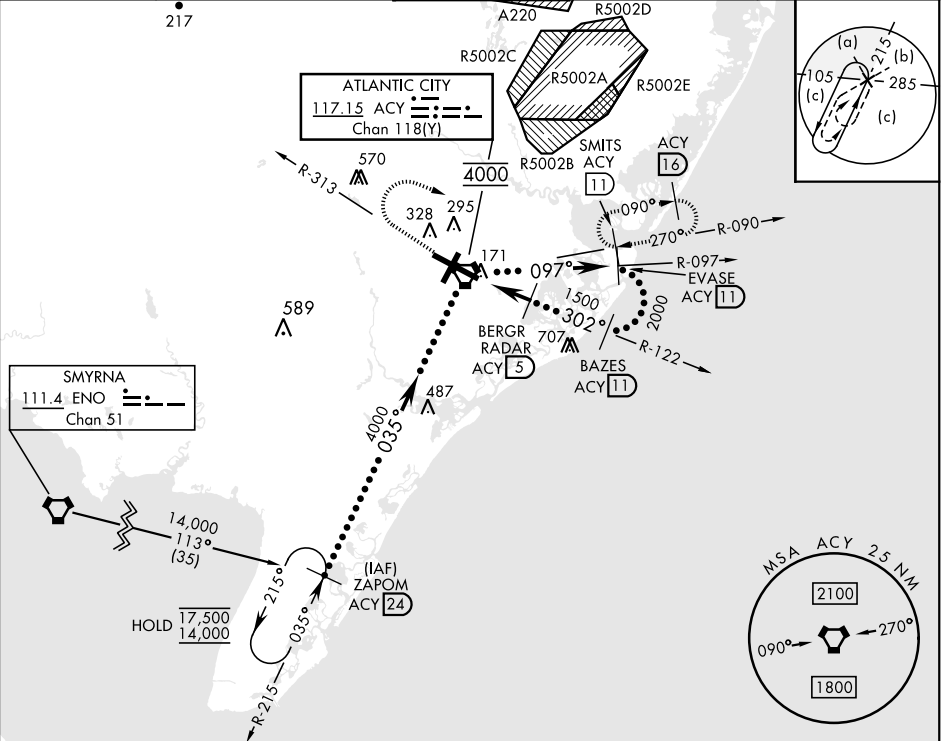 217
A220
R5002D
R5002C
R5002A
R5002E
R5002B
(a)
215
(b)
105
285
(c)
(c)
ATLANTIC CITY
117.15 ACY
Chan 118(Y)
4000
SMITS
ACY
11
ACY
16
R-313
570
328
295
090°
270°
R-090
171
097°
R-097
EVASE
ACY 11
1500
302°
2000
589
BERGR
RADAR
ACY 5
707
BAZES
ACY 11
R-122
SMYRNA
111.4 ENO
Chan 51
487
4000
035°
14,000
113°
(35)
(IAF)
ZAPOM
ACY 24
215°
035°
HOLD 17,500
14,000
R-215
MSA ACY 25 NM
2100
090°
270°
1800